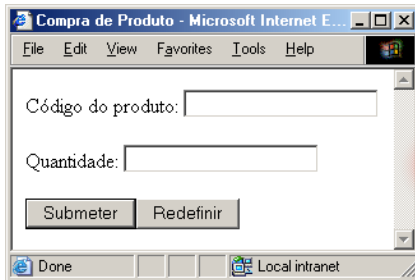 Compra de Produto - Microsoft Internet E...
File Edit View Favorites Tools Help
Código do produto:
Quantidade:
Submeter Redefinir
Done Local intranet